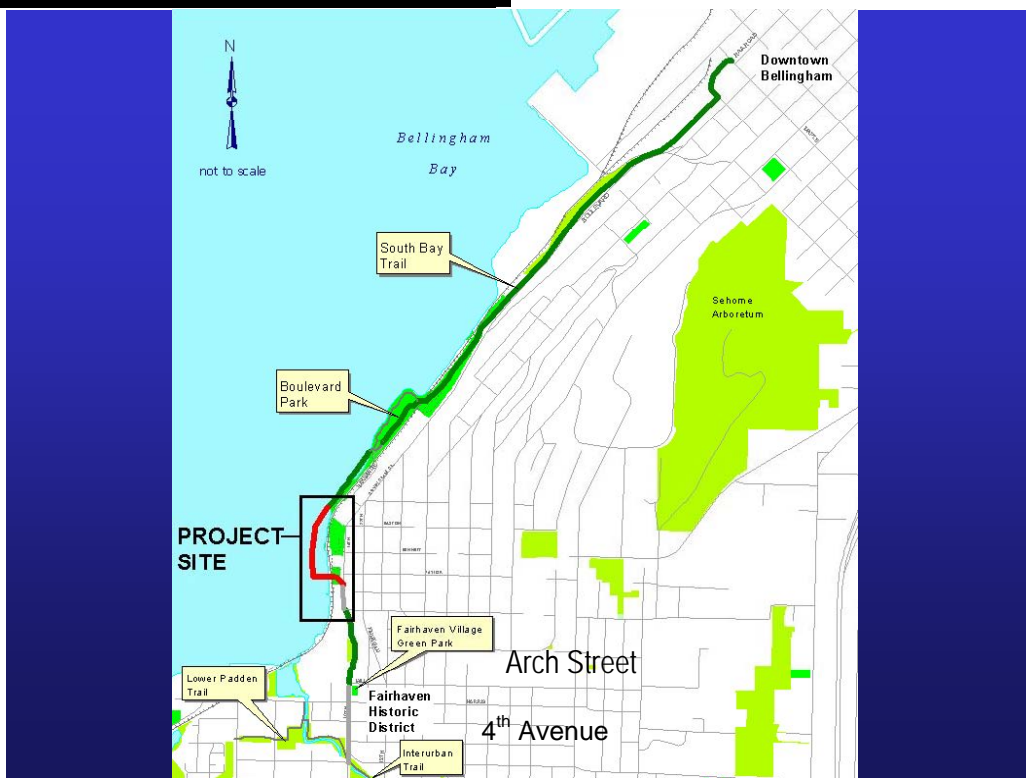 N
not to scale
Bellingham
Bay
Downtown
Bellingham
South Bay
Trail
Sehome
Arboretum
Boulevard
Park
PROJECT
SITE
Fairhaven Village
Green Park
Arch Street
Lower Padden
Trail
Fairhaven
Historic
District
4th Avenue
Interurban
Trail